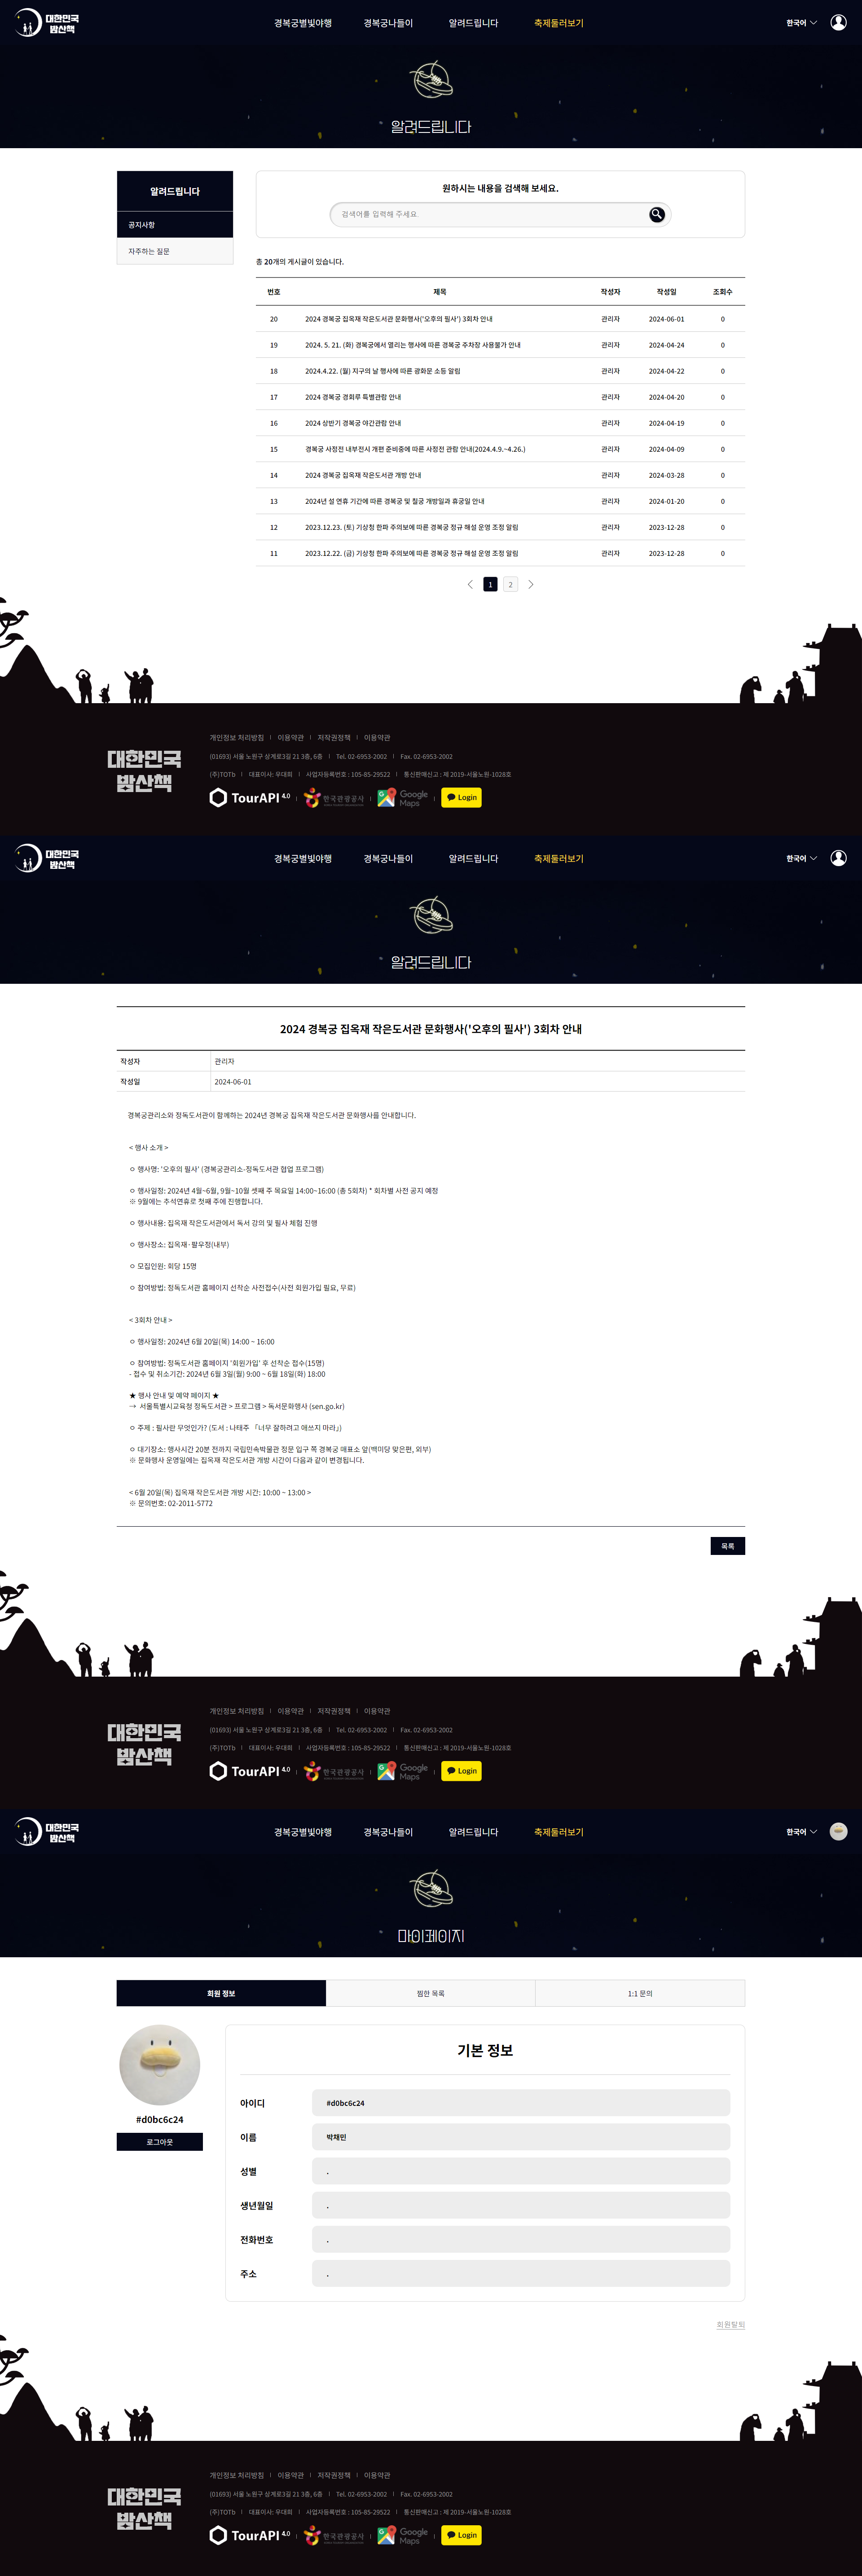 대한민국
밤산책
경복궁별빛야행 경복궁나들이 알려드립니다 축제둘러보기 한국어
알려드립니다
알려드립니다
공지사항
자주하는 질문
원하시는 내용을 검색해 보세요.
검색어를 입력해 주세요.
총 20개의 게시글이 있습니다.
번호 제목 작성자 작성일 조회수
20 2024 경복궁 집옥재 작은도서관 문화행사('오후의 필사') 3회차 안내 관리자 2024-06-01 0
19 2024. 5. 21. (화) 경복궁에서 열리는 행사에 따른 경복궁 주차장 사용불가 안내 관리자 2024-04-24 0
18 2024.4.22. (월) 지구의 날 행사에 따른 광화문 소등 알림 관리자 2024-04-22 0
17 2024 경복궁 경회루 특별관람 안내 관리자 2024-04-20 0
16 2024 상반기 경복궁 야간관람 안내 관리자 2024-04-19 0
15 경복궁 사정전 내부전시 개편 준비중에 따른 사정전 관람 안내(2024.4.9.~4.26.) 관리자 2024-04-09 0
14 2024 경복궁 집옥재 작은도서관 개방 안내 관리자 2024-03-28 0
13 2024년 설 연휴 기간에 따른 경복궁 및 칠궁 개방일과 휴궁일 안내 관리자 2024-01-20 0
12 2023.12.23. (토) 기상청 한파 주의보에 따른 경복궁 정규 해설 운영 조정 알림 관리자 2023-12-28 0
11 2023.12.22. (금) 기상청 한파 주의보에 따른 경복궁 정규 해설 운영 조정 알림 관리자 2023-12-28 0
1 2
대한민국
밤산책
개인정보 처리방침 | 이용약관 | 저작권정책 | 이용약관
(01693) 서울 노원구 상계로3길 21 3층, 6층 | Tel. 02-6953-2002 | Fax. 02-6953-2002
(주)TOTb | 대표이사: 우대희 | 사업자등록번호 : 105-85-29522 | 통신판매신고 : 제 2019-서울노원-1028호
TourAPI 4.0 | 한국관광공사 | Google Maps | Login
대한민국
밤산책
경복궁별빛야행 경복궁나들이 알려드립니다 축제둘러보기 한국어
알려드립니다
2024 경복궁 집옥재 작은도서관 문화행사('오후의 필사') 3회차 안내
작성자 관리자
작성일 2024-06-01
경복궁관리소와 정독도서관이 함께하는 2024년 경복궁 집옥재 작은도서관 문화행사를 안내합니다.
< 행사 소개 >
ㅇ 행사명: '오후의 필사' (경복궁관리소-정독도서관 협업 프로그램)
ㅇ 행사일정: 2024년 4월~6월, 9월~10월 셋째 주 목요일 14:00~16:00 (총 5회차) * 회차별 사전 공지 예정
※ 9월에는 추석연휴로 첫째 주에 진행합니다.
ㅇ 행사내용: 집옥재 작은도서관에서 독서 강의 및 필사 체험 진행
ㅇ 행사장소: 집옥재·팔우정(내부)
ㅇ 모집인원: 회당 15명
ㅇ 참여방법: 정독도서관 홈페이지 선착순 사전접수(사전 회원가입 필요, 무료)
< 3회차 안내 >
ㅇ 행사일정: 2024년 6월 20일(목) 14:00 ~ 16:00
ㅇ 참여방법: 정독도서관 홈페이지 '회원가입' 후 선착순 접수(15명)
- 접수 및 취소기간: 2024년 6월 3일(월) 9:00 ~ 6월 18일(화) 18:00
★ 행사 안내 및 예약 페이지 ★
→ 서울특별시교육청 정독도서관 > 프로그램 > 독서문화행사 (sen.go.kr)
ㅇ 주제 : 필사란 무엇인가? (도서 : 나태주 「너무 잘하려고 애쓰지 마라」)
ㅇ 대기장소: 행사시간 20분 전까지 국립민속박물관 정문 입구 쪽 경복궁 매표소 앞(백미당 맞은편, 외부)
※ 문화행사 운영일에는 집옥재 작은도서관 개방 시간이 다음과 같이 변경됩니다.
< 6월 20일(목) 집옥재 작은도서관 개방 시간: 10:00 ~ 13:00 >
※ 문의번호: 02-2011-5772
목록
대한민국
밤산책
개인정보 처리방침 | 이용약관 | 저작권정책 | 이용약관
(01693) 서울 노원구 상계로3길 21 3층, 6층 | Tel. 02-6953-2002 | Fax. 02-6953-2002
(주)TOTb | 대표이사: 우대희 | 사업자등록번호 : 105-85-29522 | 통신판매신고 : 제 2019-서울노원-1028호
TourAPI 4.0 | 한국관광공사 | Google Maps | Login
대한민국
밤산책
경복궁별빛야행 경복궁나들이 알려드립니다 축제둘러보기 한국어
마이페이지
회원 정보 찜한 목록 1:1 문의
#d0bc6c24
로그아웃
기본 정보
아이디 #d0bc6c24
이름 박채민
성별 .
생년월일 .
전화번호 .
주소 .
회원탈퇴
대한민국
밤산책
개인정보 처리방침 | 이용약관 | 저작권정책 | 이용약관
(01693) 서울 노원구 상계로3길 21 3층, 6층 | Tel. 02-6953-2002 | Fax. 02-6953-2002
(주)TOTb | 대표이사: 우대희 | 사업자등록번호 : 105-85-29522 | 통신판매신고 : 제 2019-서울노원-1028호
TourAPI 4.0 | 한국관광공사 | Google Maps | Login